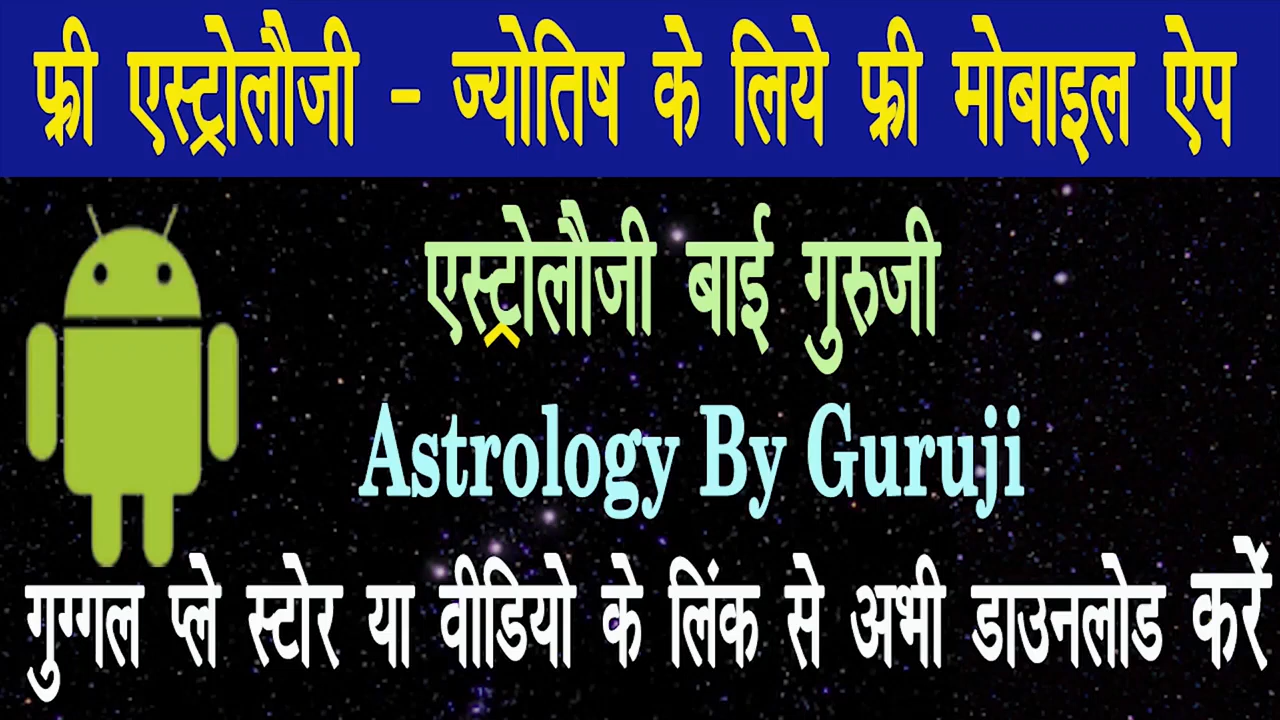 फ्री एस्ट्रोलौजी - ज्योतिष के लिये फ्री मोबाइल ऐप
एस्ट्रोलौजी बाई गुरुजी
Astrology By Guruji
गुग्गल प्ले स्टोर या वीडियो के लिंक से अभी डाउनलोड करें